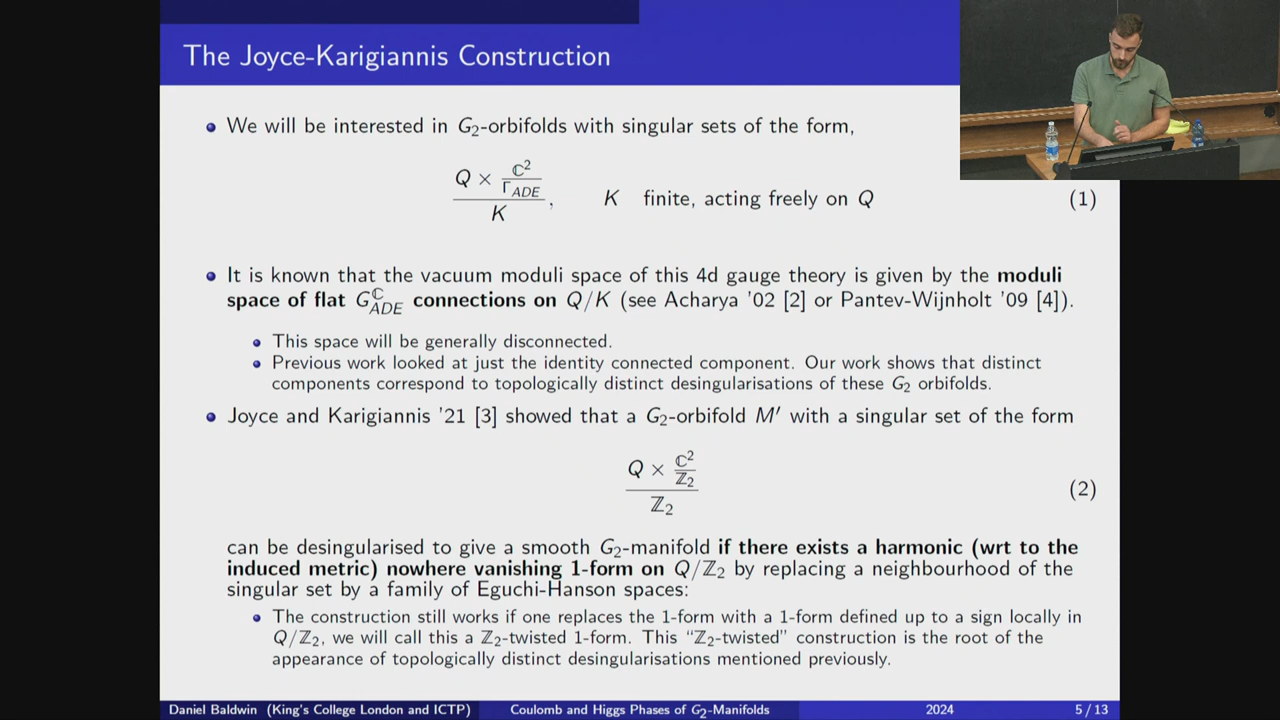 The Joyce-Karigiannis Construction
We will be interested in G₂-orbifolds with singular sets of the form,
Q × ℂ²/Γ_ADE / K , K finite, acting freely on Q (1)
It is known that the vacuum moduli space of this 4d gauge theory is given by the moduli
space of flat G^ℂ_ADE connections on Q/K (see Acharya '02 [2] or Pantev-Wijnholt '09 [4]).
This space will be generally disconnected.
Previous work looked at just the identity connected component. Our work shows that distinct
components correspond to topologically distinct desingularisations of these G₂ orbifolds.
Joyce and Karigiannis '21 [3] showed that a G₂-orbifold M′ with a singular set of the form
Q × ℂ²/ℤ₂ / ℤ₂ (2)
can be desingularised to give a smooth G₂-manifold if there exists a harmonic (wrt to the
induced metric) nowhere vanishing 1-form on Q/ℤ₂ by replacing a neighbourhood of the
singular set by a family of Eguchi-Hanson spaces:
The construction still works if one replaces the 1-form with a 1-form defined up to a sign locally in
Q/ℤ₂, we will call this a ℤ₂-twisted 1-form. This “ℤ₂-twisted” construction is the root of the
appearance of topologically distinct desingularisations mentioned previously.
Daniel Baldwin (King's College London and ICTP) Coulomb and Higgs Phases of G₂-Manifolds 2024 5 / 13